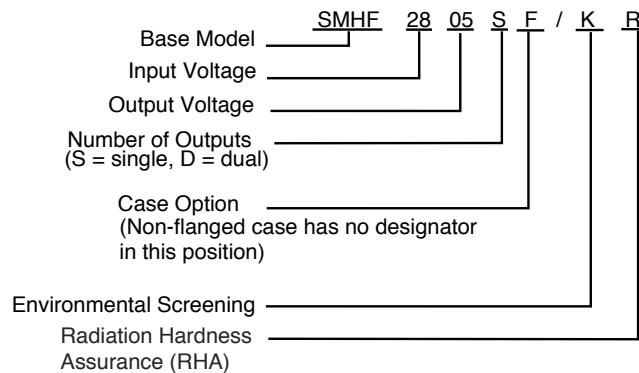 SMHF 28 05 S F / K R
Base Model
Input Voltage
Output Voltage
Number of Outputs
(S = single, D = dual)
Case Option
(Non-flanged case has no designator
in this position)
Environmental Screening
Radiation Hardness
Assurance (RHA)